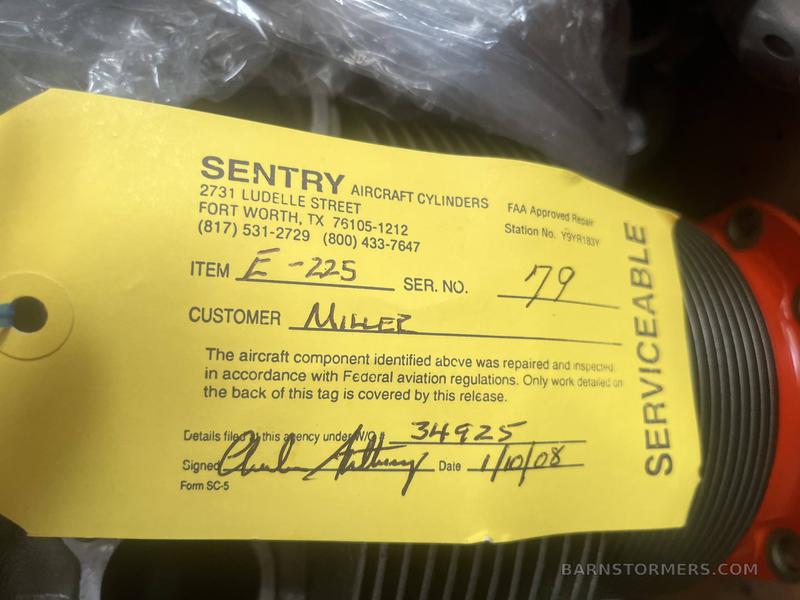 SENTRY AIRCRAFT CYLINDERS
2731 LUDELLE STREET
FORT WORTH, TX 76105-1212
(817) 531-2729 (800) 433-7647
FAA Approved Repair
Station No. Y9YR183Y
ITEM E-225 SER. NO. 79
CUSTOMER MILLER
The aircraft component identified above was repaired and inspected
in accordance with Federal aviation regulations. Only work detailed on
the back of this tag is covered by this release.
Details filed at this agency under W/O # 34925
Signed Date 1/10/08
Form SC-5
SERVICEABLE
BARNSTORMERS.COM